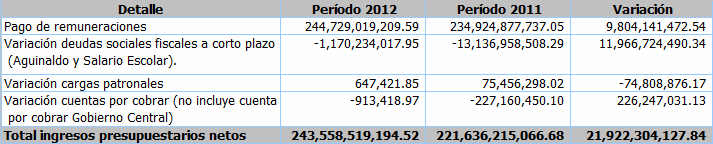 Detalle Período 2012 Período 2011 Variación
Pago de remuneraciones 244,729,019,209.59 234,924,877,737.05 9,804,141,472.54
Variación deudas sociales fiscales a corto plazo -1,170,234,017.95 -13,136,958,508.29 11,966,724,490.34
(Aguinaldo y Salario Escolar).
Variación cargas patronales 647,421.85 75,456,298.02 -74,808,876.17
Variación cuentas por cobrar (no incluye cuenta -913,418.97 -227,160,450.10 226,247,031.13
por cobrar Gobierno Central)
Total ingresos presupuestarios netos 243,558,519,194.52 221,636,215,066.68 21,922,304,127.84